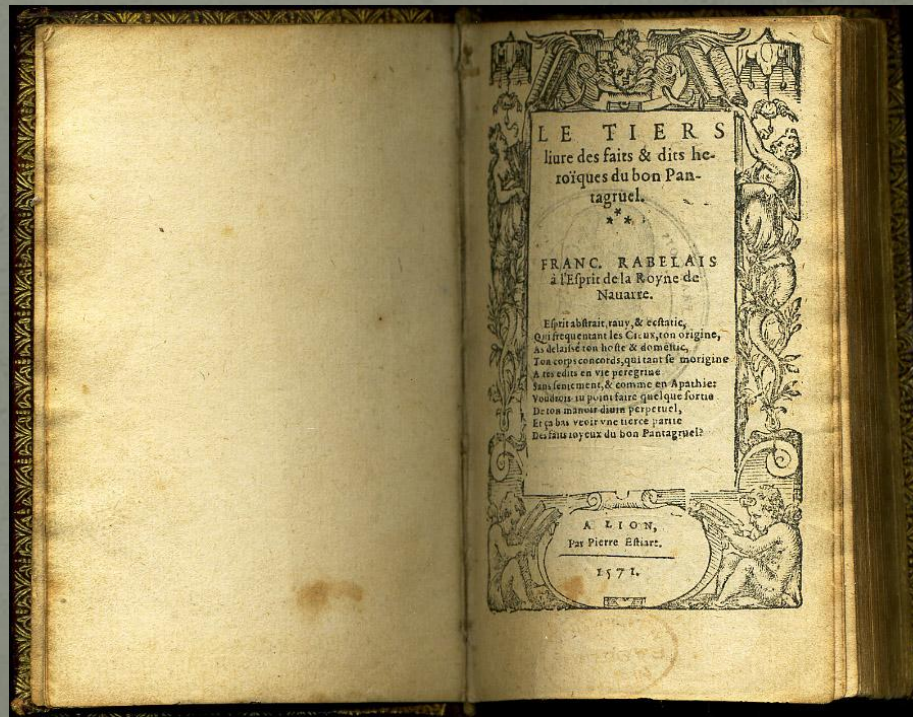 LE TIERS
liure des faits & dits he-
roïques du bon Pan-
tagruel.
***
FRANC. RABELAIS
à l'Esprit de la Royne de
Nauarre.
Esprit abstrait, rauy, & ecstatic,
Qui frequentant les Cieux, ton origine,
As delaissé ton hoste & domestic,
Ton corps concords, qui tant se morigine
A tes edits en vie peregrine
Sans sentement, & comme en Apathie:
Voudrois tu point faire quelque sortie
De ton manoir diuin perpetuel,
Et ça bas veoir vne tierce partie
Des faits ioyeux du bon Pantagruel?
A LION,
Par Pierre Estiart.
1571.